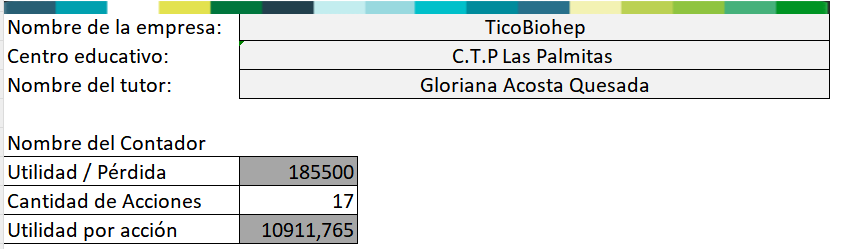 Nombre de la empresa: TicoBiohep
Centro educativo: C.T.P Las Palmitas
Nombre del tutor: Gloriana Acosta Quesada
Nombre del Contador
Utilidad / Pérdida 185500
Cantidad de Acciones 17
Utilidad por acción 10911,765